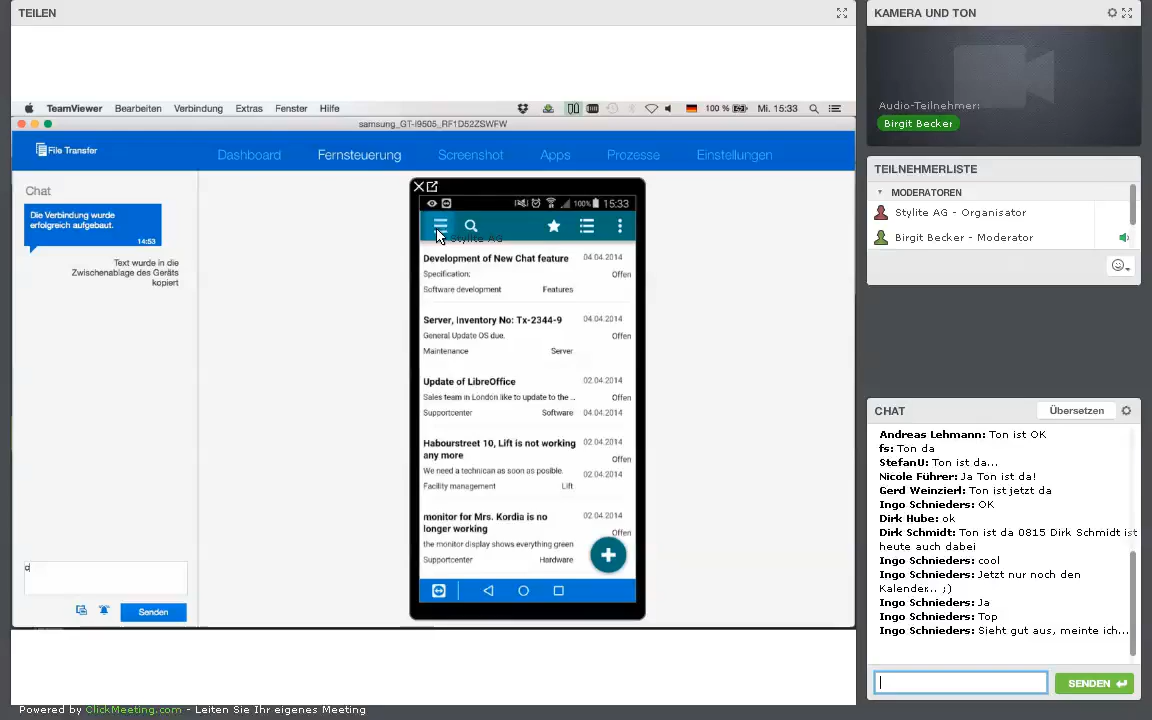 TEILEN
TeamViewer Bearbeiten Verbindung Extras Fenster Hilfe
100 % Mi. 15:33
samsung_GT-I9505_RF1D52ZSWFW
File Transfer
Dashboard Fernsteuerung Screenshot Apps Prozesse Einstellungen
Chat
Die Verbindung wurde
erfolgreich aufgebaut.
14:53
Text wurde in die
Zwischenablage des Geräts
kopiert
Senden
100% 15:33
Stylite AG
Development of New Chat feature 04.04.2014
Specification: Offen
Software development Features
Server, Inventory No: Tx-2344-9 04.04.2014
General Update OS due. Offen
Maintenance Server
Update of LibreOffice 02.04.2014
Sales team in London like to update to the .. Offen
Supportcenter Software 04.04.2014
Habourstreet 10, Lift is not working 02.04.2014
any more Offen
We need a technican as soon as posible. 02.04.2014
Facility management Lift
monitor for Mrs. Kordia is no 02.04.2014
longer working Offen
the monitor display shows everything green
Supportcenter Hardware
KAMERA UND TON
Audio-Teilnehmer:
Birgit Becker
TEILNEHMERLISTE
MODERATOREN
Stylite AG - Organisator
Birgit Becker - Moderator
CHAT Übersetzen
Andreas Lehmann: Ton ist OK
fs: Ton da
StefanU: Ton ist da...
Nicole Führer: Ja Ton ist da!
Gerd Weinzierl: Ton ist jetzt da
Ingo Schnieders: OK
Dirk Hube: ok
Dirk Schmidt: Ton ist da 0815 Dirk Schmidt ist
heute auch dabei
Ingo Schnieders: cool
Ingo Schnieders: Jetzt nur noch den
Kalender... ;)
Ingo Schnieders: Ja
Ingo Schnieders: Top
Ingo Schnieders: Sieht gut aus, meinte ich...
SENDEN
Powered by ClickMeeting.com - Leiten Sie Ihr eigenes Meeting